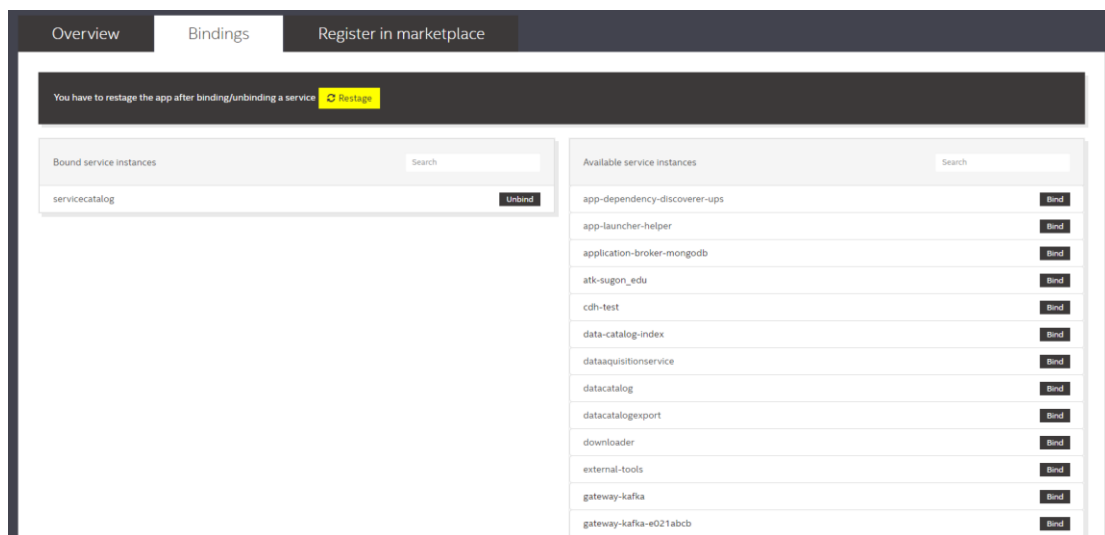 Overview Bindings Register in marketplace
You have to restage the app after binding/unbinding a service Restage
Bound service instances Search
servicecatalog Unbind
Available service instances Search
app-dependency-discoverer-ups Bind
app-launcher-helper Bind
application-broker-mongodb Bind
atk-sugon_edu Bind
cdh-test Bind
data-catalog-index Bind
dataaquisitionservice Bind
datacatalog Bind
datacatalogexport Bind
downloader Bind
external-tools Bind
gateway-kafka Bind
gateway-kafka-e021abcb Bind